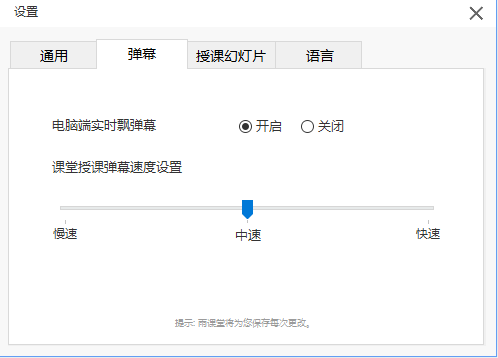 设置
通用 弹幕 授课幻灯片 语言
电脑端实时飘弹幕 开启 关闭
课堂授课弹幕速度设置
慢速 中速 快速
提示: 雨课堂将为您保存每次更改。